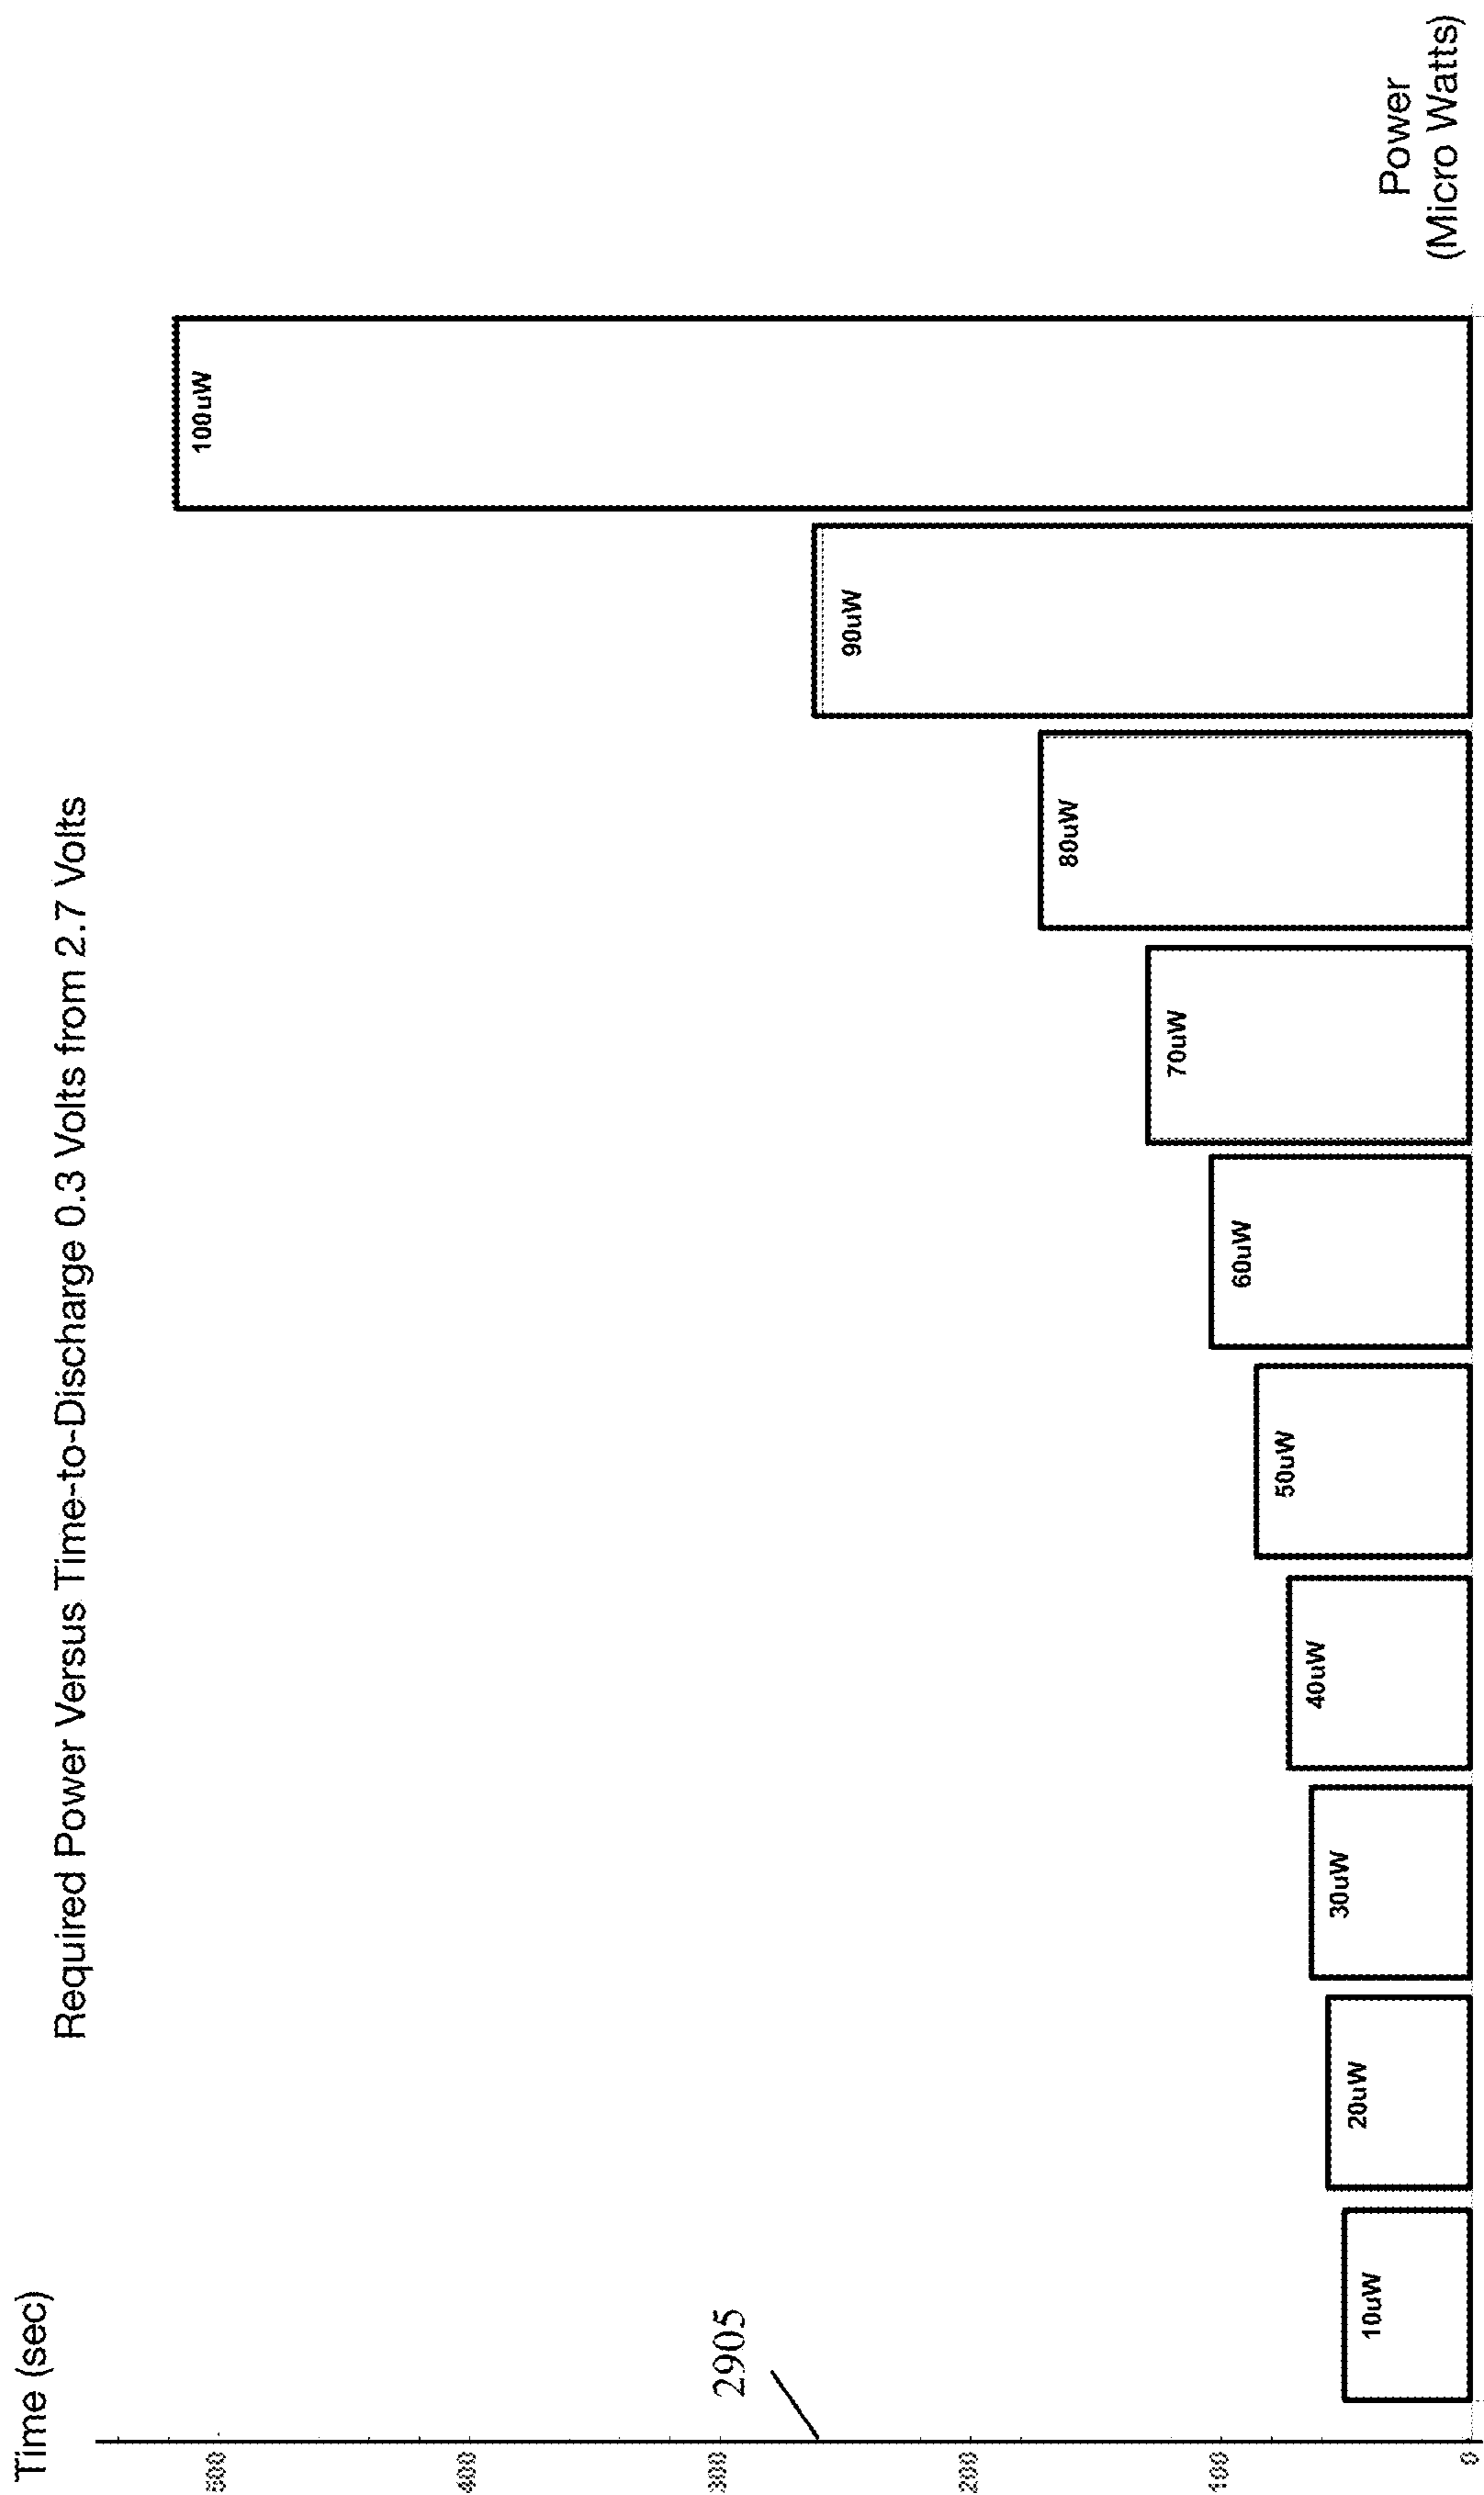 Time (sec)
Required Power Versus Time-to-Discharge 0.3 Volts from 2.7 Volts
500
400
300
200
100
0
2905
10uW
20uW
30uW
40uW
50uW
60uW
70uW
80uW
90uW
100uW
Power
(Micro Watts)